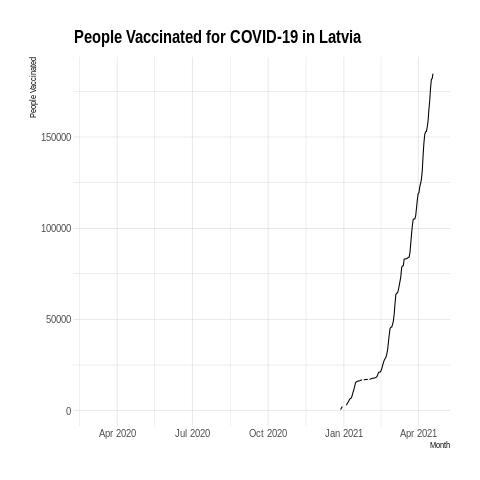 People Vaccinated for COVID-19 in Latvia
People Vaccinated
150000
100000
50000
0
Apr 2020 Jul 2020 Oct 2020 Jan 2021 Apr 2021
Month